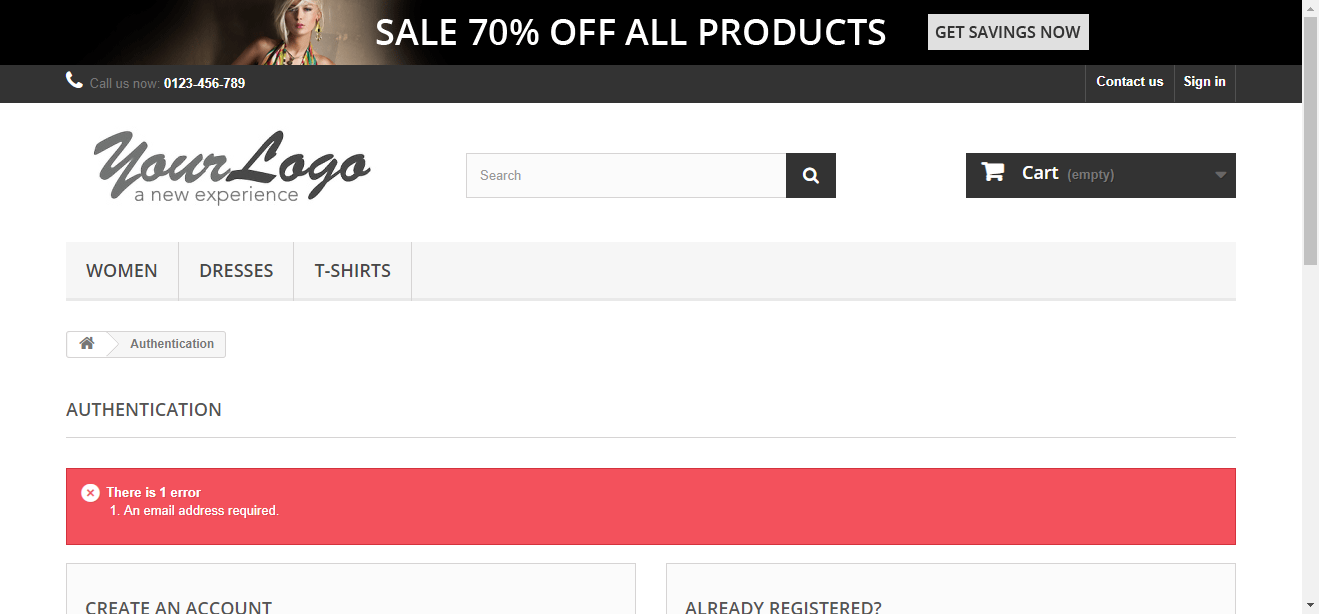 SALE 70% OFF ALL PRODUCTS GET SAVINGS NOW
Call us now: 0123-456-789 Contact us Sign in
YourLogo
a new experience
Search
Cart (empty)
WOMEN DRESSES T-SHIRTS
Authentication
AUTHENTICATION
There is 1 error
1. An email address required.
CREATE AN ACCOUNT ALREADY REGISTERED?